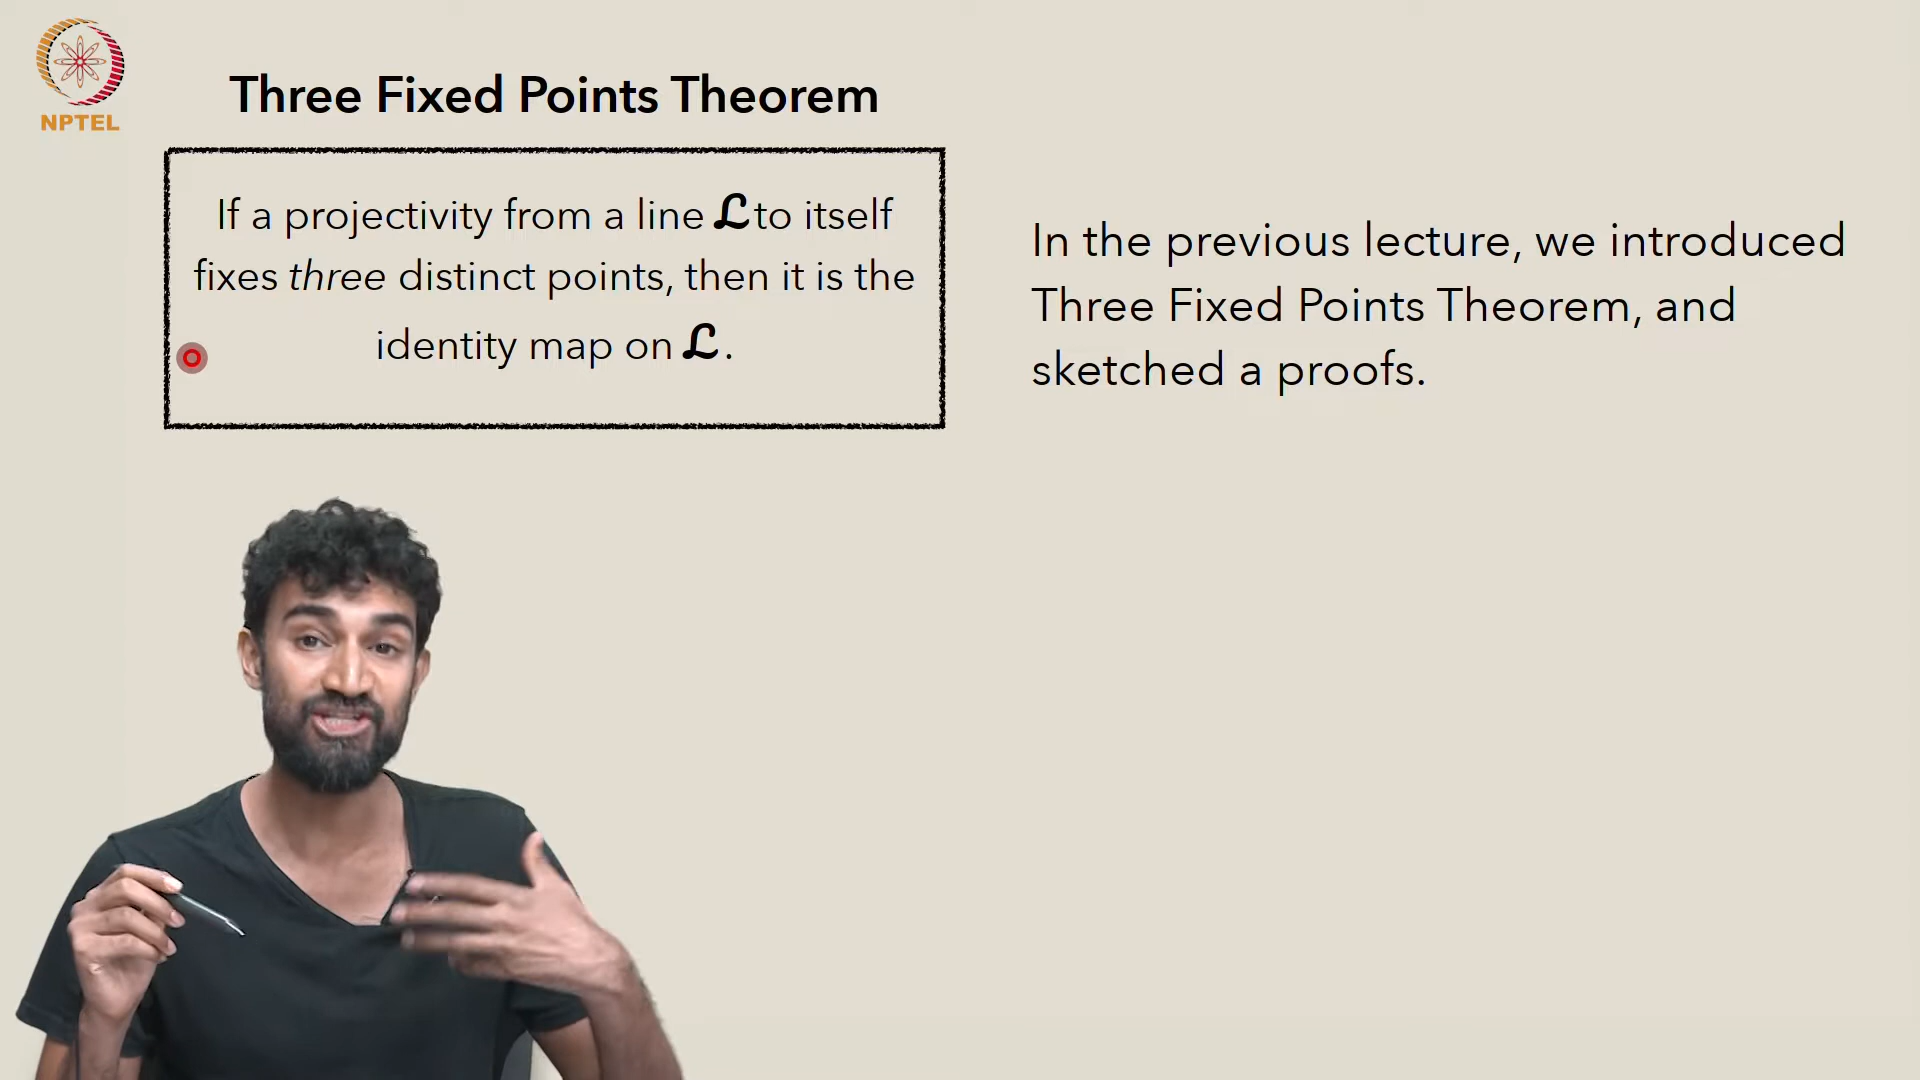 NPTEL
Three Fixed Points Theorem
If a projectivity from a line ℒ to itself
fixes three distinct points, then it is the
identity map on ℒ.
In the previous lecture, we introduced
Three Fixed Points Theorem, and
sketched a proofs.